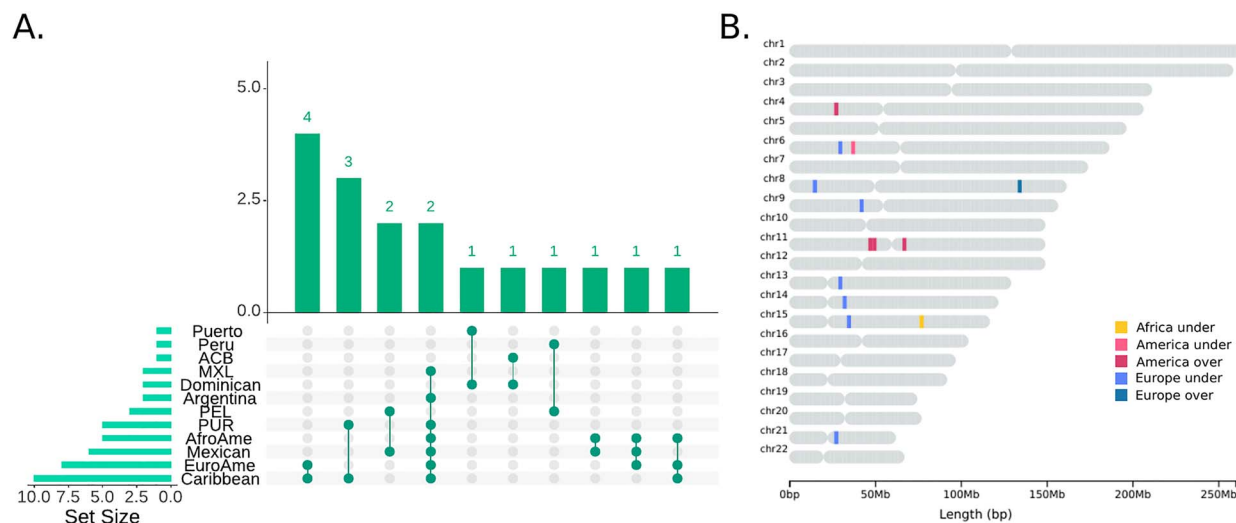 A.
5.0
2.5
0.0
4
3
2
2
1
1
1
1
1
1
Puerto
Peru
ACB
MXL
Dominican
Argentina
PEL
PUR
AfroAme
Mexican
EuroAme
Caribbean
10.0 7.5 5.0 2.5 0.0
Set Size
B.
chr1
chr2
chr3
chr4
chr5
chr6
chr7
chr8
chr9
chr10
chr11
chr12
chr13
chr14
chr15
chr16
chr17
chr18
chr19
chr20
chr21
chr22
Africa under
America under
America over
Europe under
Europe over
0bp 50Mb 100Mb 150Mb 200Mb 250Mb
Length (bp)